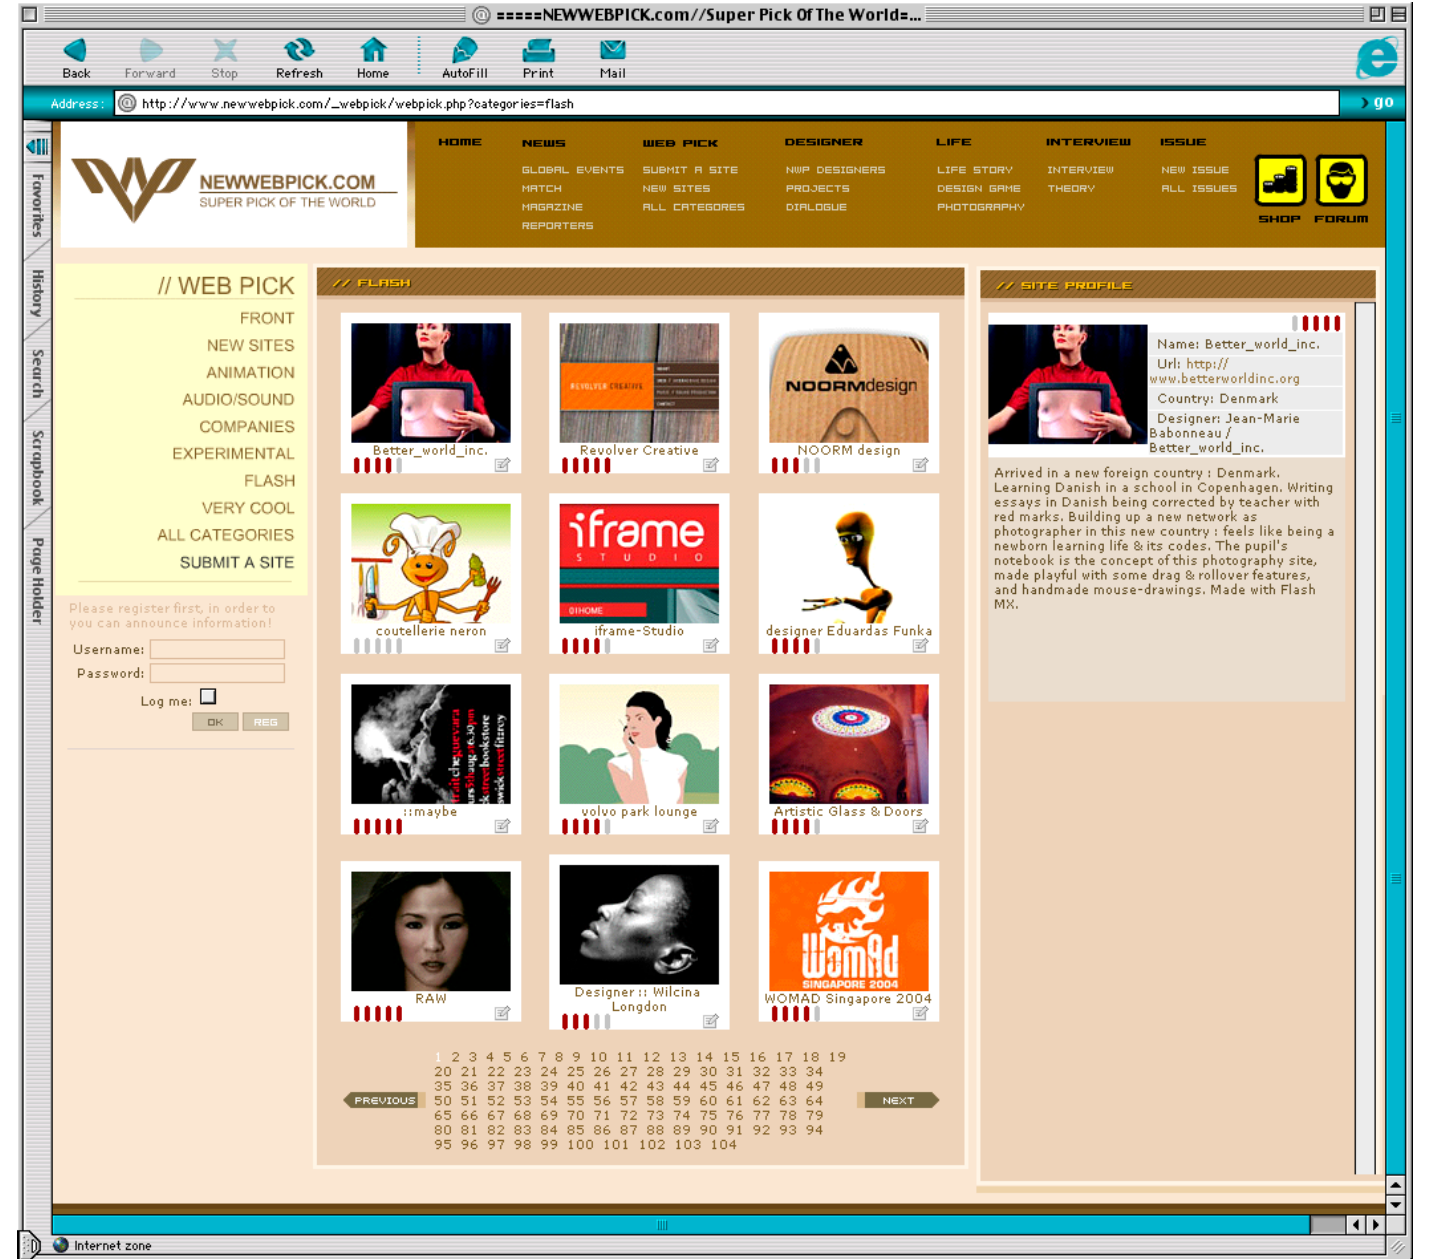 =====NEWWEBPICK.com//Super Pick Of The World=...
Back Forward Stop Refresh Home AutoFill Print Mail
Address: http://www.newwebpick.com/_webpick/webpick.php?categories=flash go
Favorites
History
Search
Scrapbook
Page Holder
NEWWEBPICK.COM
SUPER PICK OF THE WORLD
HOME
NEWS
GLOBAL EVENTS
MATCH
MAGAZINE
REPORTERS
WEB PICK
SUBMIT A SITE
NEW SITES
ALL CATEGORES
DESIGNER
NWP DESIGNERS
PROJECTS
DIALOGUE
LIFE
LIFE STORY
DESIGN GAME
PHOTOGRAPHY
INTERVIEW
INTERVIEW
THEORY
ISSUE
NEW ISSUE
ALL ISSUES
SHOP FORUM
// WEB PICK
FRONT
NEW SITES
ANIMATION
AUDIO/SOUND
COMPANIES
EXPERIMENTAL
FLASH
VERY COOL
ALL CATEGORIES
SUBMIT A SITE
Please register first, in order to
you can announce information!
Username:
Password:
Log me:
OK REG
// FLASH
Better_world_inc.
REVOLVER CREATIVE
Revolver Creative
NOORMdesign
NOORM design
coutellerie neron
iframe
STUDIO
01HOME
iframe-Studio
designer Eduardas Funka
cheguevara
bookstore
street fitzroy
::maybe
volvo park lounge
Artistic Glass & Doors
RAW
Designer :: Wilcina
Longdon
WOMAD
SINGAPORE 2004
WOMAD Singapore 2004
PREVIOUS
1 2 3 4 5 6 7 8 9 10 11 12 13 14 15 16 17 18 19
20 21 22 23 24 25 26 27 28 29 30 31 32 33 34
35 36 37 38 39 40 41 42 43 44 45 46 47 48 49
50 51 52 53 54 55 56 57 58 59 60 61 62 63 64
65 66 67 68 69 70 71 72 73 74 75 76 77 78 79
80 81 82 83 84 85 86 87 88 89 90 91 92 93 94
95 96 97 98 99 100 101 102 103 104
NEXT
// SITE PROFILE
Name: Better_world_inc.
Url: http://
www.betterworldinc.org
Country: Denmark
Designer: Jean-Marie
Babonneau /
Better_world_inc.
Arrived in a new foreign country : Denmark.
Learning Danish in a school in Copenhagen. Writing
essays in Danish being corrected by teacher with
red marks. Building up a new network as
photographer in this new country : feels like being a
newborn learning life & its codes. The pupil's
notebook is the concept of this photography site,
made playful with some drag & rollover features,
and handmade mouse-drawings. Made with Flash
MX.
Internet zone